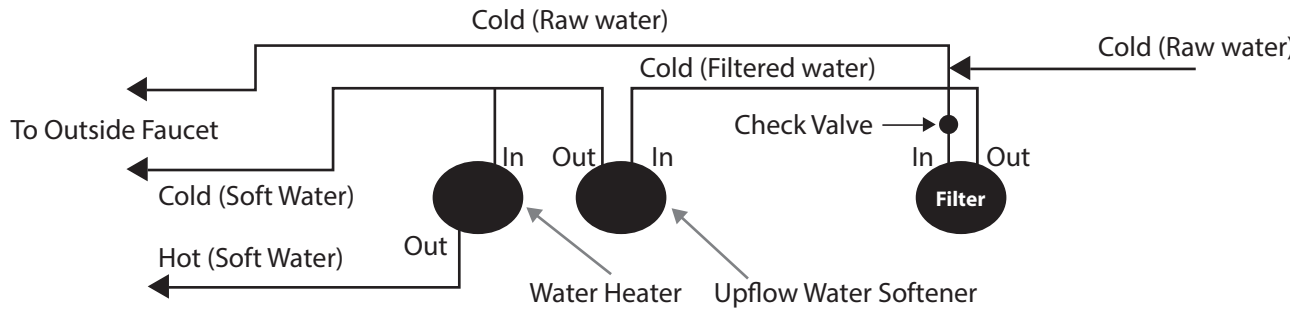 Cold (Raw water)
Cold (Raw water)
Cold (Filtered water)
To Outside Faucet
Check Valve
In
Out
In
In
Out
Filter
Cold (Soft Water)
Out
Hot (Soft Water)
Water Heater
Upflow Water Softener